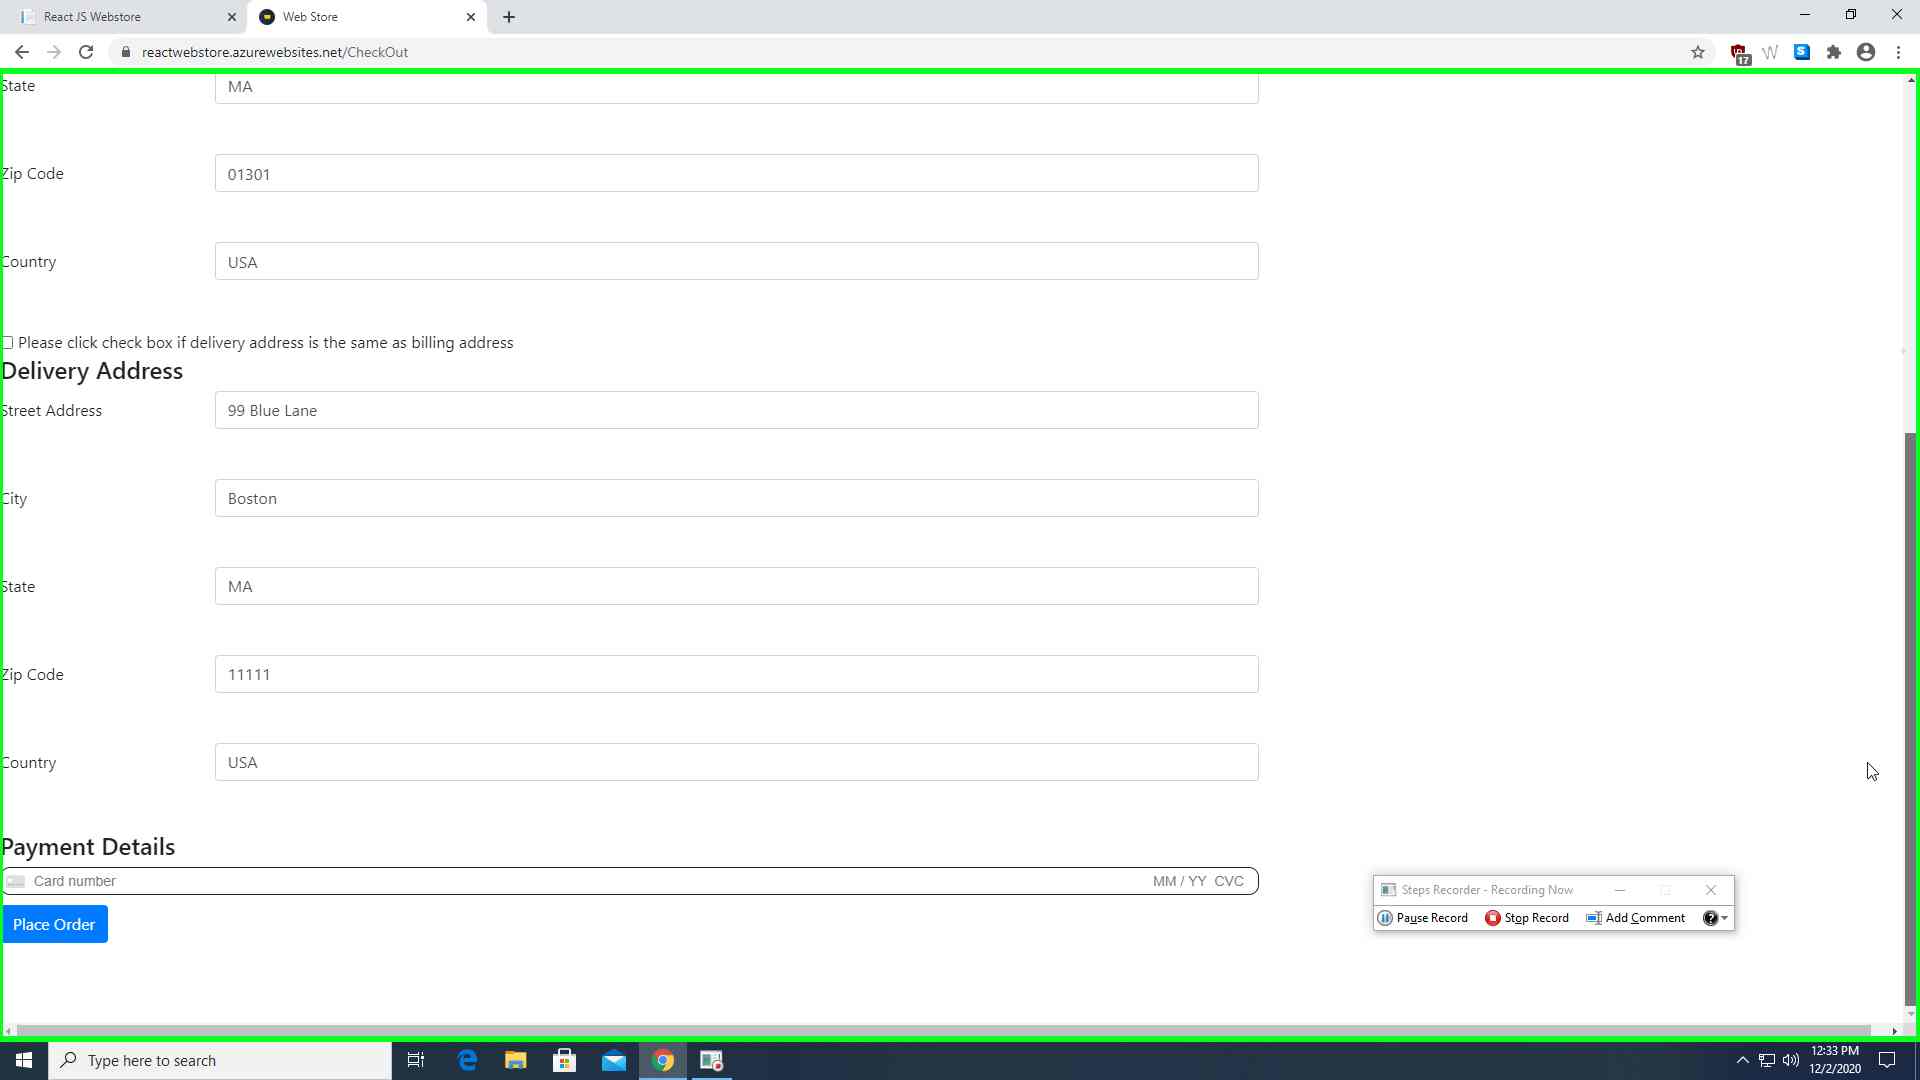 React JS Webstore
Web Store
reactwebstore.azurewebsites.net/CheckOut
17
State
MA
Zip Code
01301
Country
USA
Please click check box if delivery address is the same as billing address
Delivery Address
Street Address
99 Blue Lane
City
Boston
State
MA
Zip Code
11111
Country
USA
Payment Details
Card number
MM / YY CVC
Place Order
Steps Recorder - Recording Now
Pause Record
Stop Record
Add Comment
Type here to search
12:33 PM
12/2/2020